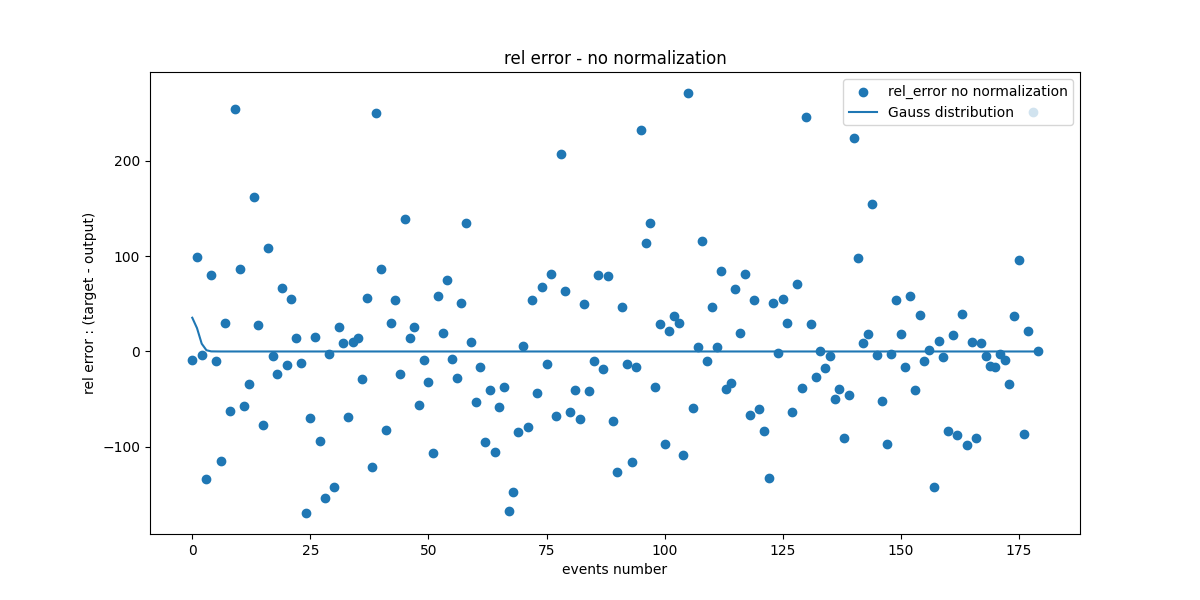 rel error - no normalization
rel_error no normalization
Gauss distribution
rel error : (target - output)
200
100
0
−100
0
25
50
75
100
125
150
175
events number